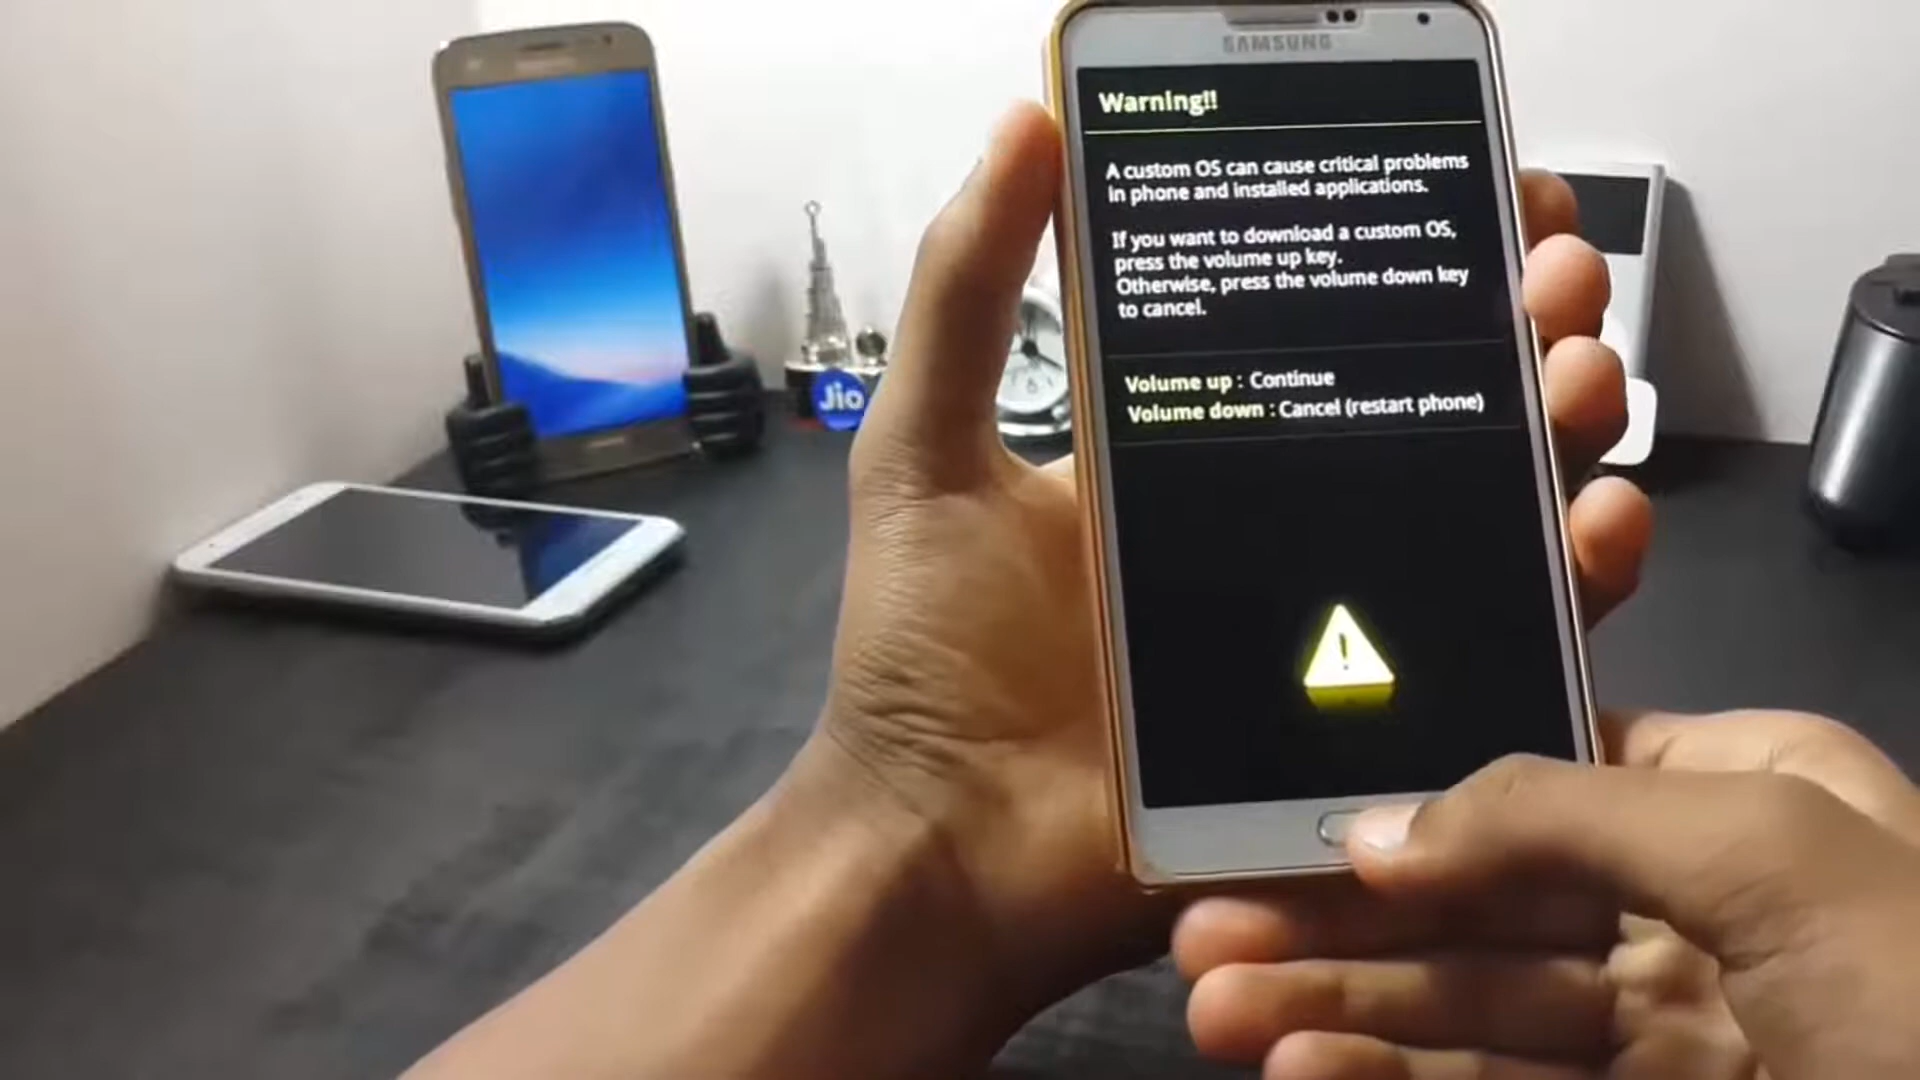 SAMSUNG
Warning!!
A custom OS can cause critical problems
in phone and installed applications.
If you want to download a custom OS,
press the volume up key.
Otherwise, press the volume down key
to cancel.
Volume up : Continue
Volume down : Cancel (restart phone)
!
Jio